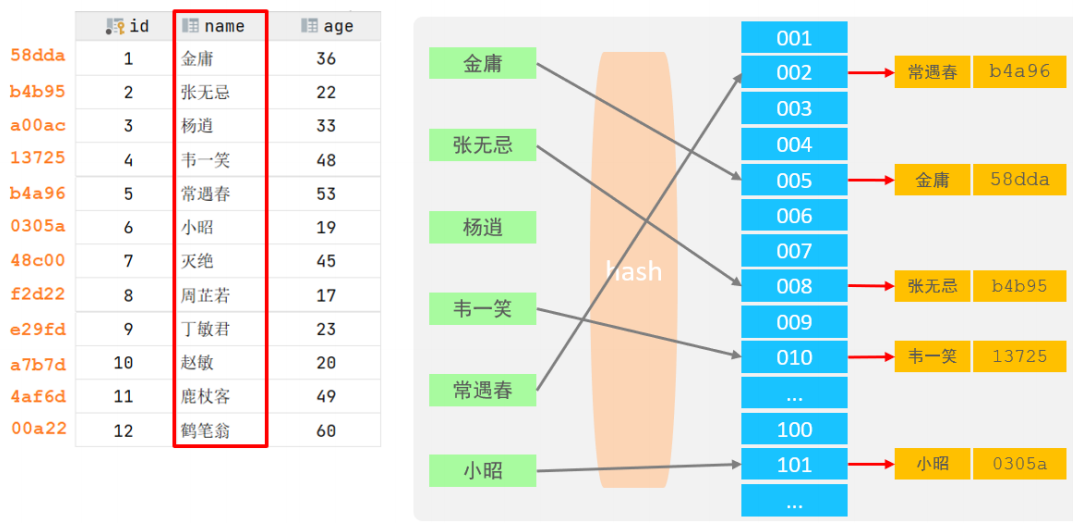 id name age
58dda 1 金庸 36
b4b95 2 张无忌 22
a00ac 3 杨逍 33
13725 4 韦一笑 48
b4a96 5 常遇春 53
0305a 6 小昭 19
48c00 7 灭绝 45
f2d22 8 周芷若 17
e29fd 9 丁敏君 23
a7b7d 10 赵敏 20
4af6d 11 鹿杖客 49
00a22 12 鹤笔翁 60
金庸
张无忌
杨逍
韦一笑
常遇春
小昭
hash
001
002
003
004
005
006
007
008
009
010
...
100
101
...
常遇春 b4a96
金庸 58dda
张无忌 b4b95
韦一笑 13725
小昭 0305a